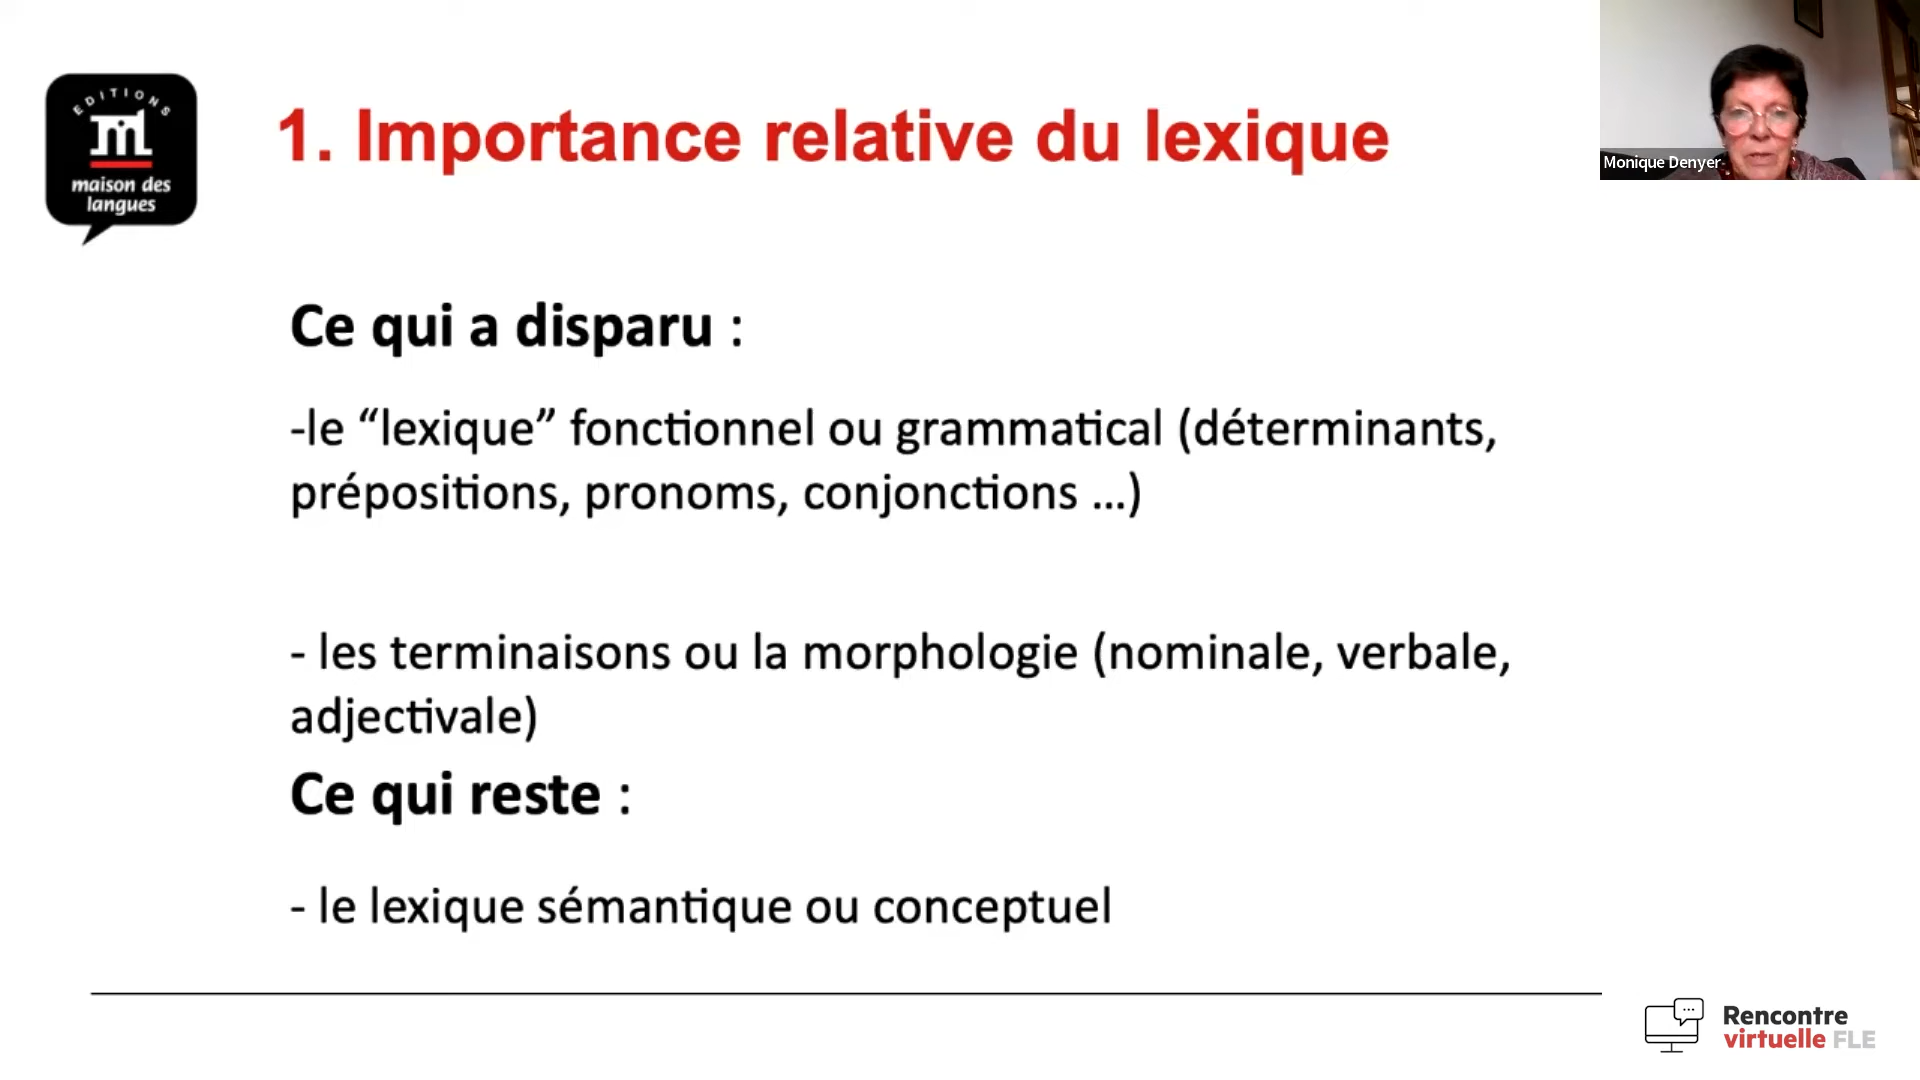 EDITIONS
maison des
langues
1. Importance relative du lexique
Monique Denyer
Ce qui a disparu :
-le “lexique” fonctionnel ou grammatical (déterminants,
prépositions, pronoms, conjonctions ...)
- les terminaisons ou la morphologie (nominale, verbale,
adjectivale)
Ce qui reste :
- le lexique sémantique ou conceptuel
Rencontre
virtuelle FLE